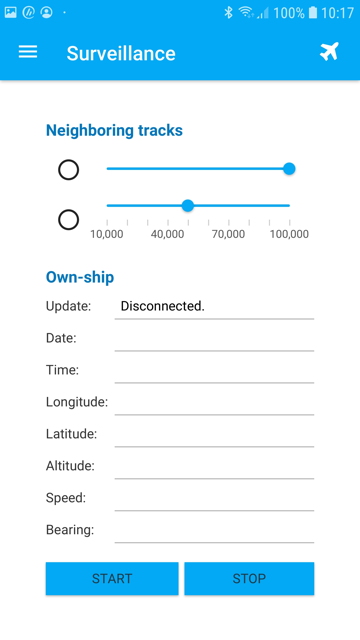 100% 10:17
Surveillance
Neighboring tracks
10,000 40,000 70,000 100,000
Own-ship
Update: Disconnected.
Date:
Time:
Longitude:
Latitude:
Altitude:
Speed:
Bearing:
START STOP